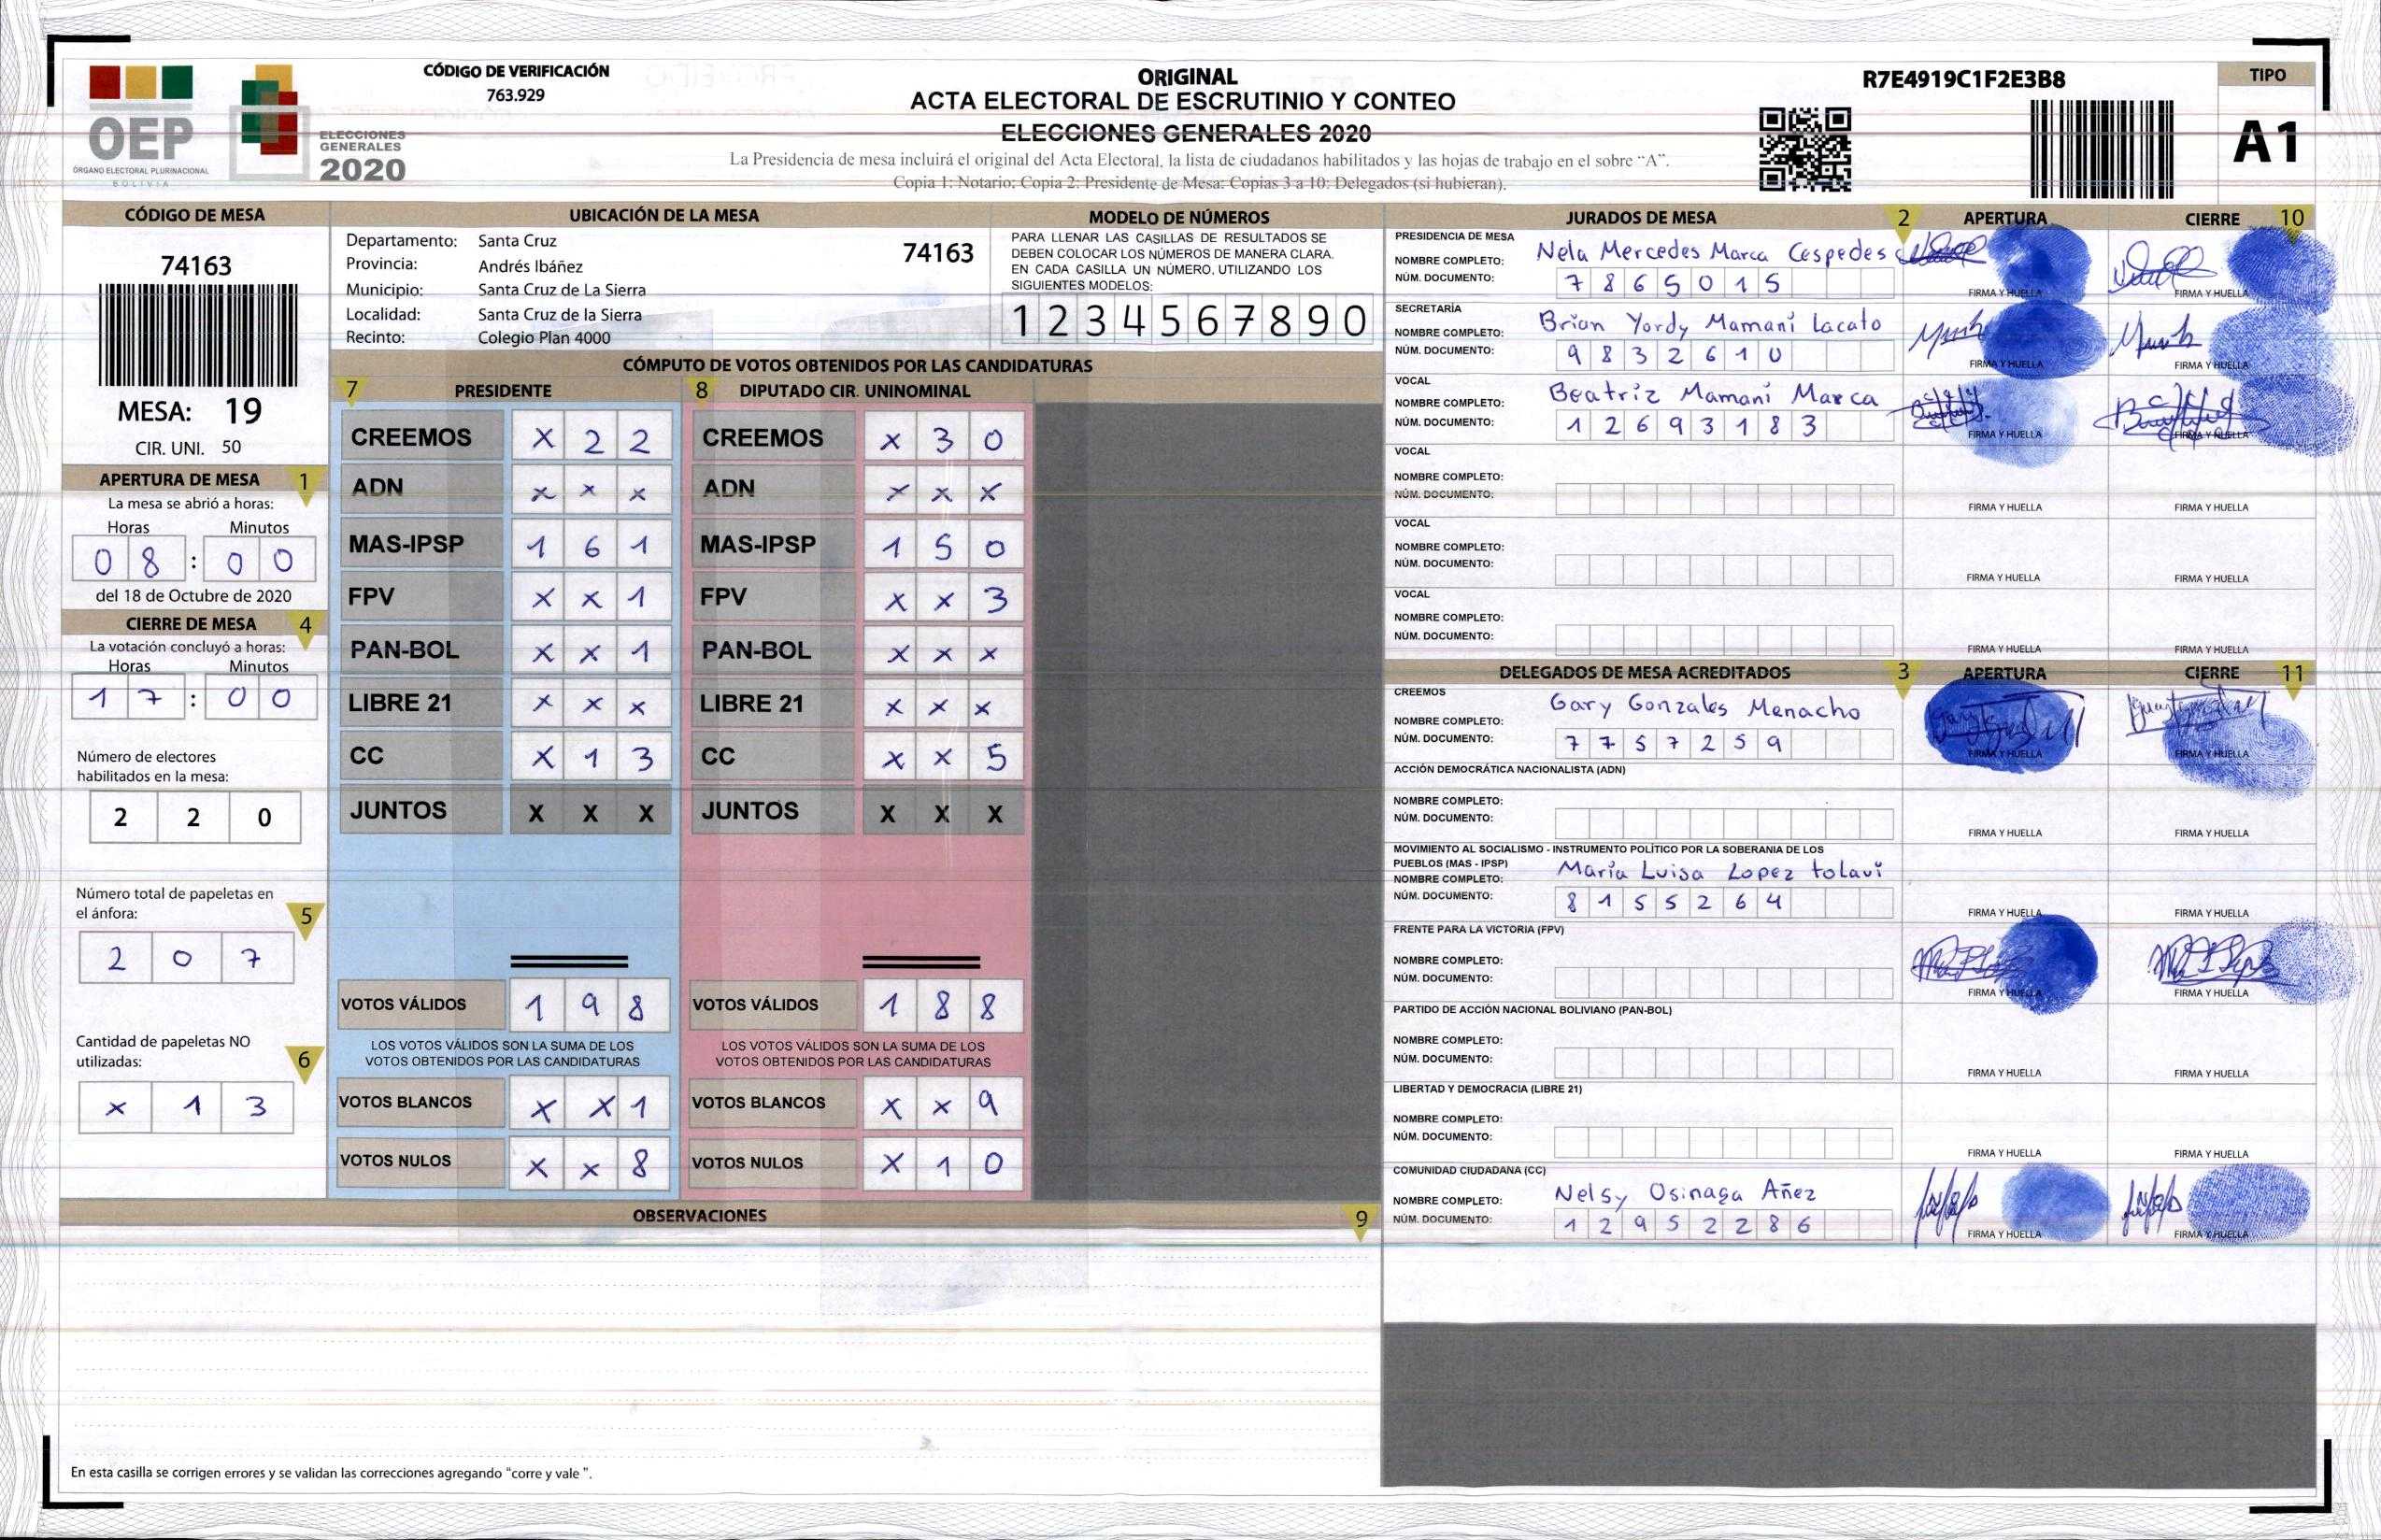 OEP
ÓRGANO ELECTORAL PLURINACIONAL
BOLIVIA
ELECCIONES
GENERALES
2020
CÓDIGO DE VERIFICACIÓN
763.929
ORIGINAL
ACTA ELECTORAL DE ESCRUTINIO Y CONTEO
ELECCIONES GENERALES 2020
La Presidencia de mesa incluirá el original del Acta Electoral, la lista de ciudadanos habilitados y las hojas de trabajo en el sobre “A”.
Copia 1: Notario; Copia 2: Presidente de Mesa; Copias 3 a 10: Delegados (si hubieran).
R7E4919C1F2E3B8
TIPO
A1
CÓDIGO DE MESA
74163
MESA: 19
CIR. UNI. 50
APERTURA DE MESA 1
La mesa se abrió a horas:
Horas Minutos
0 8 : 0 0
del 18 de Octubre de 2020
CIERRE DE MESA 4
La votación concluyó a horas:
Horas Minutos
1 7 : 0 0
Número de electores
habilitados en la mesa:
2 2 0
Número total de papeletas en
el ánfora: 5
2 0 7
Cantidad de papeletas NO
utilizadas: 6
x 1 3
UBICACIÓN DE LA MESA
Departamento: Santa Cruz 74163
Provincia: Andrés Ibáñez
Municipio: Santa Cruz de La Sierra
Localidad: Santa Cruz de la Sierra
Recinto: Colegio Plan 4000
MODELO DE NÚMEROS
PARA LLENAR LAS CASILLAS DE RESULTADOS SE
DEBEN COLOCAR LOS NÚMEROS DE MANERA CLARA.
EN CADA CASILLA UN NÚMERO, UTILIZANDO LOS
SIGUIENTES MODELOS:
1 2 3 4 5 6 7 8 9 0
CÓMPUTO DE VOTOS OBTENIDOS POR LAS CANDIDATURAS
7 PRESIDENTE
CREEMOS X 2 2
ADN x x x
MAS-IPSP 1 6 1
FPV x x 1
PAN-BOL x x 1
LIBRE 21 x x x
CC X 1 3
JUNTOS X X X
VOTOS VÁLIDOS 1 9 8
LOS VOTOS VÁLIDOS SON LA SUMA DE LOS
VOTOS OBTENIDOS POR LAS CANDIDATURAS
VOTOS BLANCOS X X 1
VOTOS NULOS X x 8
8 DIPUTADO CIR. UNINOMINAL
CREEMOS x 3 0
ADN x x x
MAS-IPSP 1 5 0
FPV x x 3
PAN-BOL x x x
LIBRE 21 x x x
CC x x 5
JUNTOS X X X
VOTOS VÁLIDOS 1 8 8
LOS VOTOS VÁLIDOS SON LA SUMA DE LOS
VOTOS OBTENIDOS POR LAS CANDIDATURAS
VOTOS BLANCOS X x 9
VOTOS NULOS X 1 0
OBSERVACIONES 9
En esta casilla se corrigen errores y se validan las correcciones agregando “corre y vale ”.
JURADOS DE MESA 2 APERTURA CIERRE 10
PRESIDENCIA DE MESA
NOMBRE COMPLETO: Nela Mercedes Marca Cespedes
NÚM. DOCUMENTO: 7 8 6 5 0 1 5
FIRMA Y HUELLA FIRMA Y HUELLA
SECRETARÍA
NOMBRE COMPLETO: Brian Yordy Mamani Lacato
NÚM. DOCUMENTO: 9 8 3 2 6 1 0
FIRMA Y HUELLA FIRMA Y HUELLA
VOCAL
NOMBRE COMPLETO: Beatriz Mamani Marca
NÚM. DOCUMENTO: 1 2 6 9 3 1 8 3
FIRMA Y HUELLA FIRMA Y HUELLA
VOCAL
NOMBRE COMPLETO:
NÚM. DOCUMENTO:
FIRMA Y HUELLA FIRMA Y HUELLA
VOCAL
NOMBRE COMPLETO:
NÚM. DOCUMENTO:
FIRMA Y HUELLA FIRMA Y HUELLA
VOCAL
NOMBRE COMPLETO:
NÚM. DOCUMENTO:
FIRMA Y HUELLA FIRMA Y HUELLA
DELEGADOS DE MESA ACREDITADOS 3 APERTURA CIERRE 11
CREEMOS
NOMBRE COMPLETO: Gary Gonzales Menacho
NÚM. DOCUMENTO: 7 7 5 7 2 5 9
FIRMA Y HUELLA FIRMA Y HUELLA
ACCIÓN DEMOCRÁTICA NACIONALISTA (ADN)
NOMBRE COMPLETO:
NÚM. DOCUMENTO:
FIRMA Y HUELLA FIRMA Y HUELLA
MOVIMIENTO AL SOCIALISMO - INSTRUMENTO POLÍTICO POR LA SOBERANIA DE LOS
PUEBLOS (MAS - IPSP)
NOMBRE COMPLETO: María Luisa Lopez tolavi
NÚM. DOCUMENTO: 8 1 5 5 2 6 4
FIRMA Y HUELLA FIRMA Y HUELLA
FRENTE PARA LA VICTORIA (FPV)
NOMBRE COMPLETO:
NÚM. DOCUMENTO:
FIRMA Y HUELLA FIRMA Y HUELLA
PARTIDO DE ACCIÓN NACIONAL BOLIVIANO (PAN-BOL)
NOMBRE COMPLETO:
NÚM. DOCUMENTO:
FIRMA Y HUELLA FIRMA Y HUELLA
LIBERTAD Y DEMOCRACIA (LIBRE 21)
NOMBRE COMPLETO:
NÚM. DOCUMENTO:
FIRMA Y HUELLA FIRMA Y HUELLA
COMUNIDAD CIUDADANA (CC)
NOMBRE COMPLETO: Nelsy Osinaga Añez
NÚM. DOCUMENTO: 1 2 9 5 2 2 8 6
FIRMA Y HUELLA FIRMA Y HUELLA